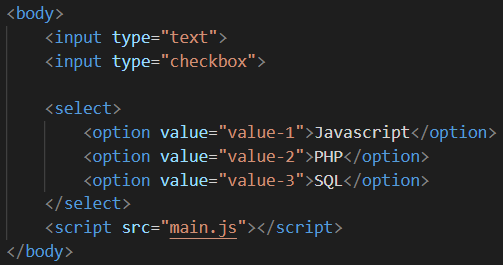 <body>
<input type="text">
<input type="checkbox">
<select>
<option value="value-1">Javascript</option>
<option value="value-2">PHP</option>
<option value="value-3">SQL</option>
</select>
<script src="main.js"></script>
</body>